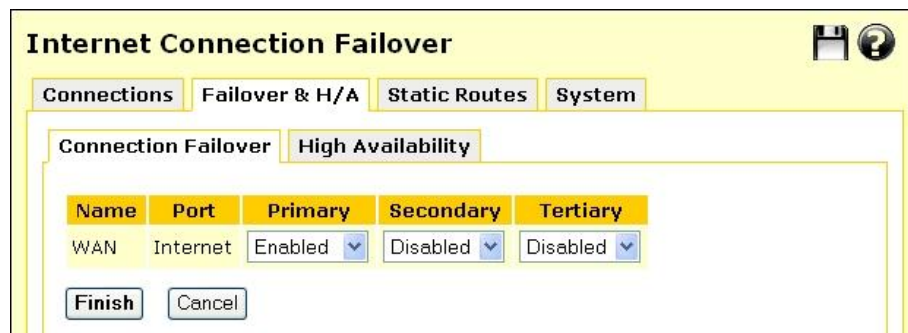 Internet Connection Failover
Connections Failover & H/A Static Routes System
Connection Failover High Availability
Name Port Primary Secondary Tertiary
WAN Internet Enabled Disabled Disabled
Finish Cancel